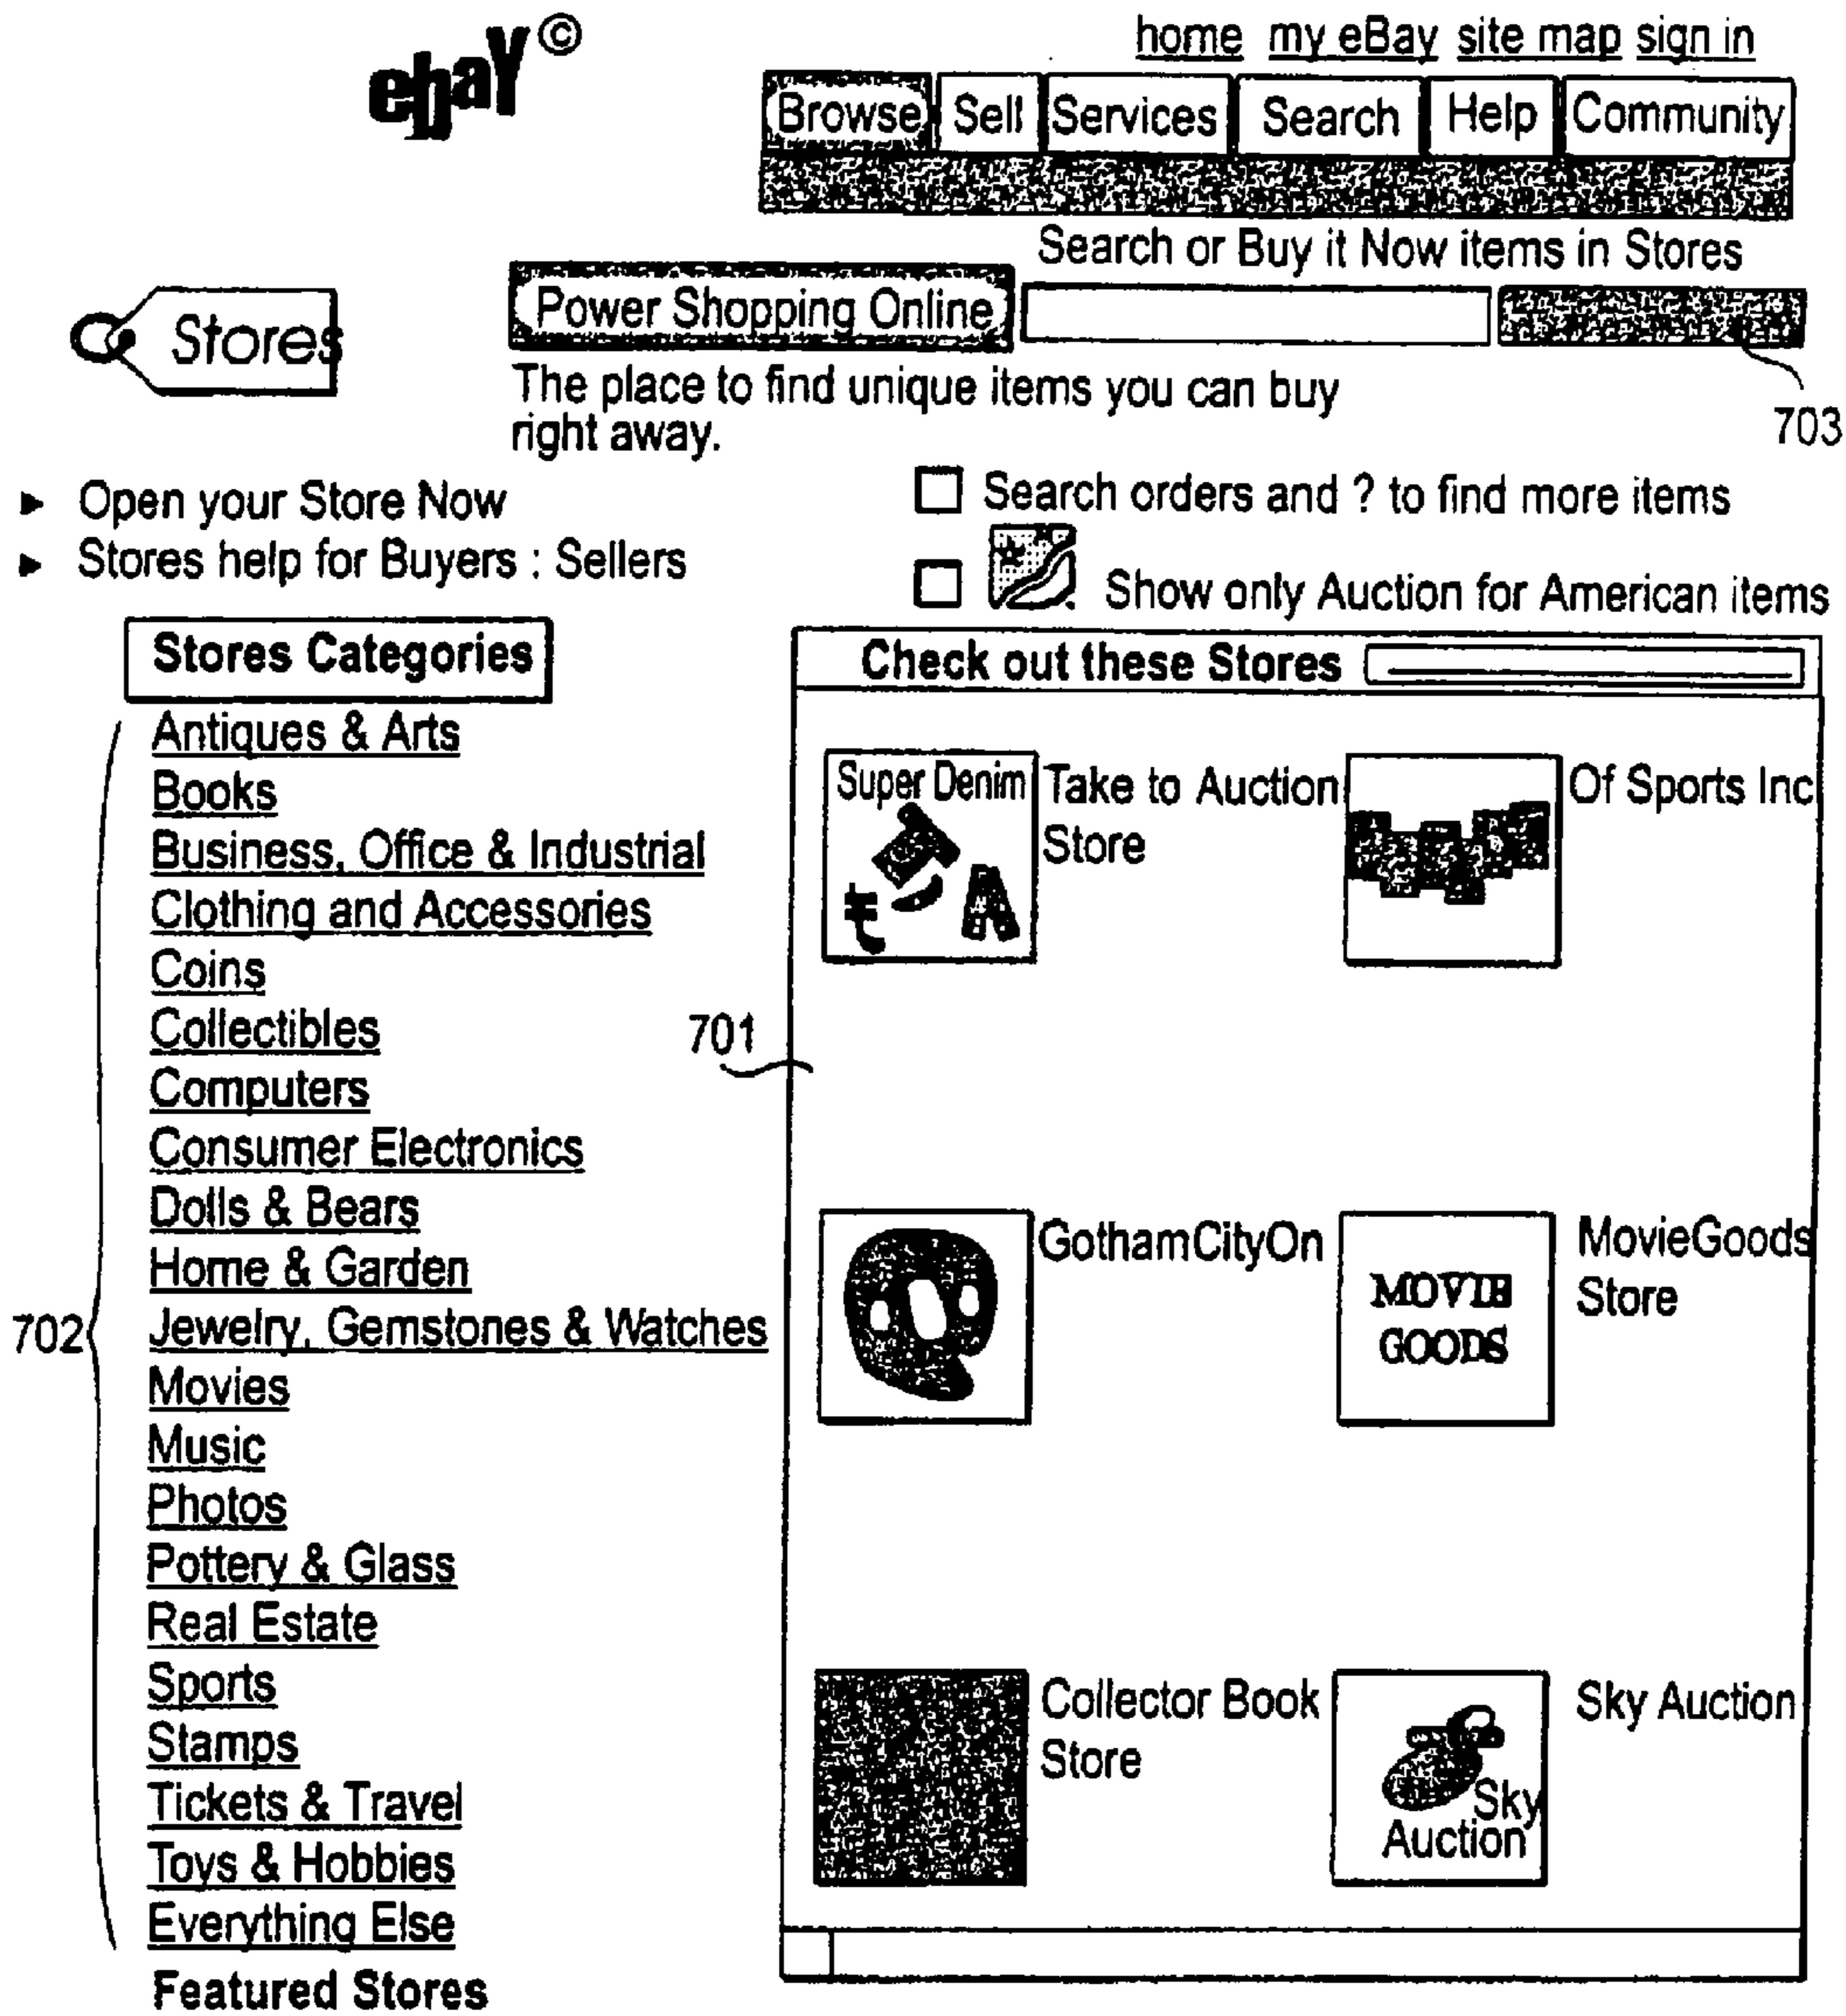 ebaY©
home my eBay site map sign in
Browse Sell Services Search Help Community
Search or Buy it Now items in Stores
Stores
Power Shopping Online
The place to find unique items you can buy
right away.
703
► Open your Store Now
► Stores help for Buyers : Sellers
Search orders and ? to find more items
Show only Auction for American items
Stores Categories
Antiques & Arts
Books
Business, Office & Industrial
Clothing and Accessories
Coins
Collectibles
Computers
Consumer Electronics
Dolls & Bears
Home & Garden
702
Jewelry, Gemstones & Watches
Movies
Music
Photos
Pottery & Glass
Real Estate
Sports
Stamps
Tickets & Travel
Toys & Hobbies
Everything Else
Featured Stores
Check out these Stores
Super Denim
Take to Auction
Store
Of Sports Inc
701
GothamCityOn
MOVIE
GOODS
MovieGoods
Store
Collector Book
Store
Sky
Auction
Sky Auction